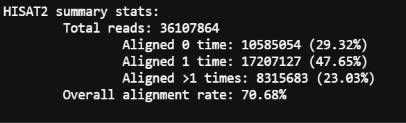 HISAT2 summary stats:
Total reads: 36107864
Aligned 0 time: 10585054 (29.32%)
Aligned 1 time: 17207127 (47.65%)
Aligned >1 times: 8315683 (23.03%)
Overall alignment rate: 70.68%